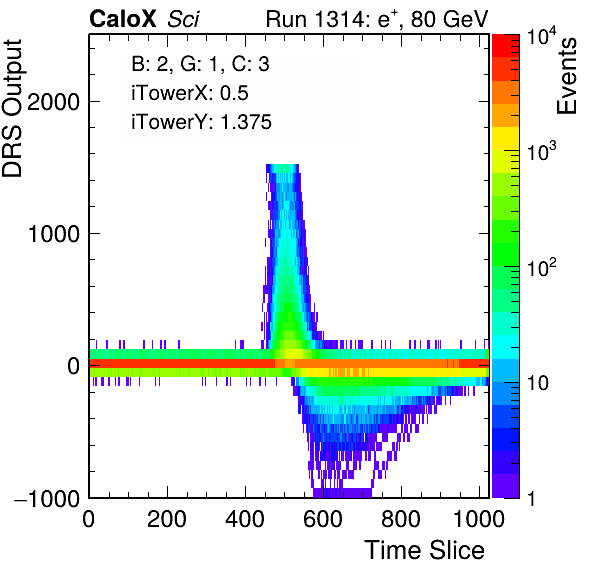 CaloX Sci
Run 1314: e⁺, 80 GeV
B: 2, G: 1, C: 3
iTowerX: 0.5
iTowerY: 1.375
DRS Output
2000
1000
0
−1000
0 200 400 600 800 1000
Time Slice
Events
10⁴
10³
10²
10
1